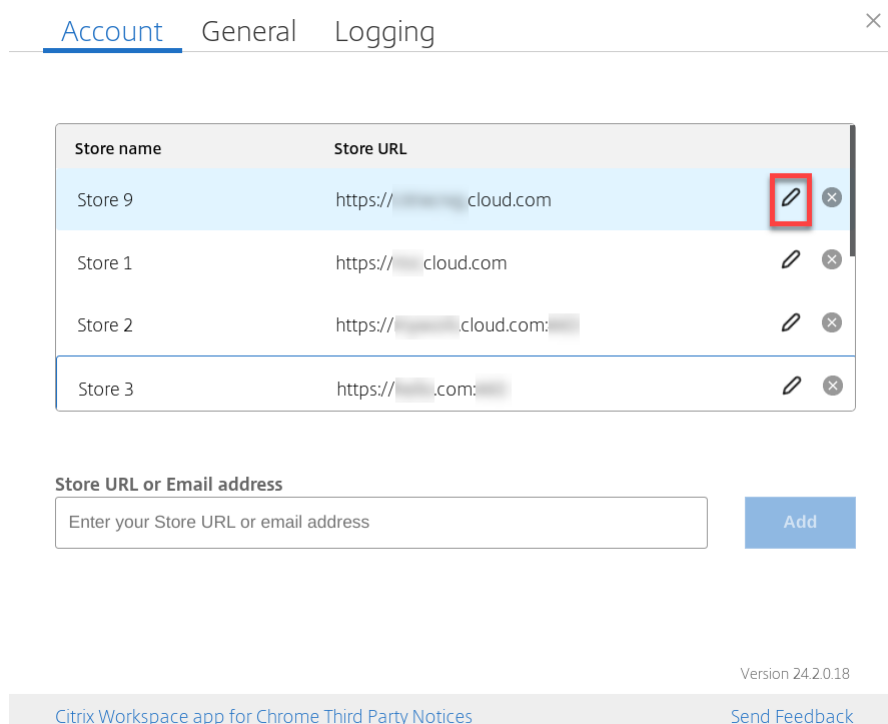 Account General Logging
Store name Store URL
Store 9 https:// cloud.com
Store 1 https:// cloud.com
Store 2 https:// .cloud.com:
Store 3 https:// .com:
Store URL or Email address
Enter your Store URL or email address Add
Version 24.2.0.18
Citrix Workspace app for Chrome Third Party Notices Send Feedback